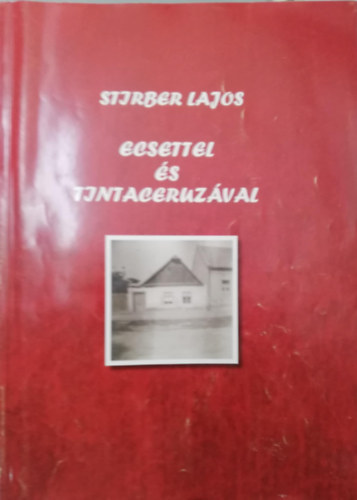 STIRBER LAJOS
ECSETTEL
ÉS
TINTACERUZÁVAL